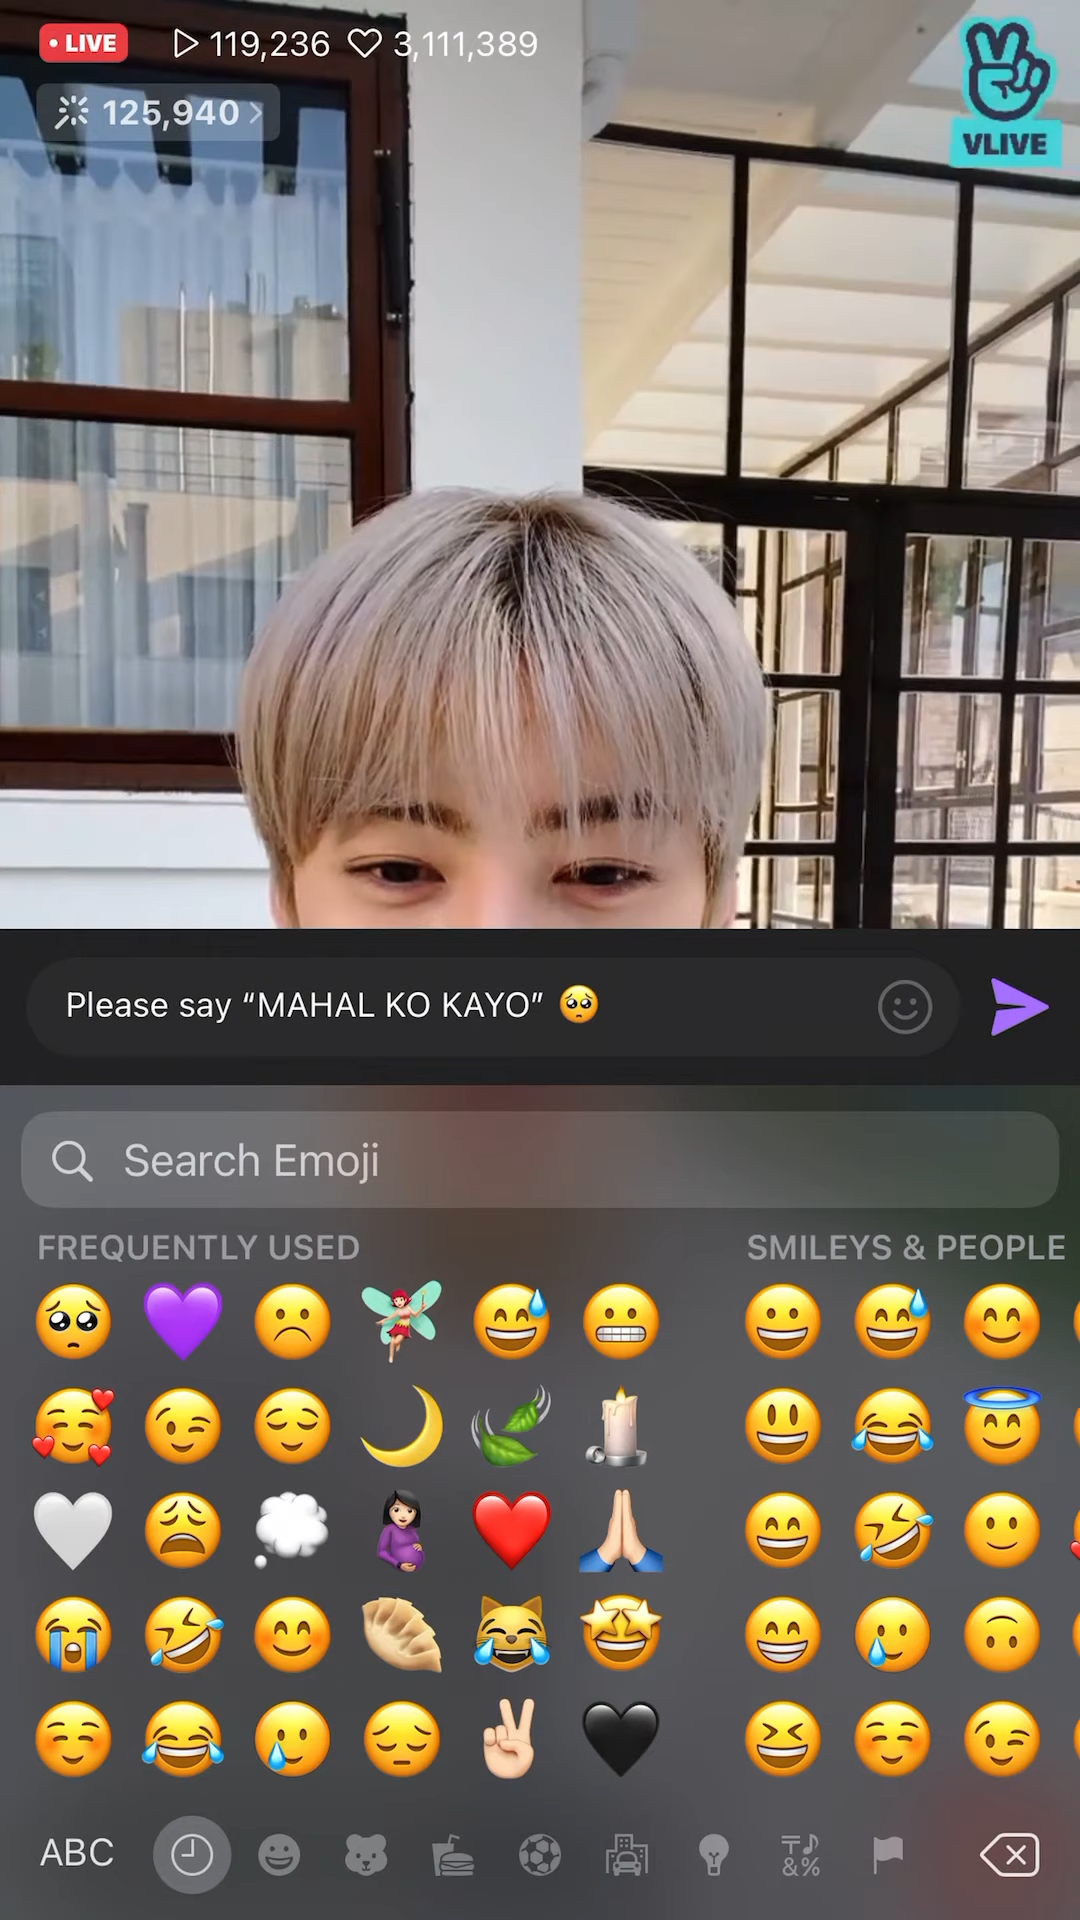 • LIVE 119,236 3,111,389
125,940 >
VLIVE
Please say “MAHAL KO KAYO” 🥺
Search Emoji
FREQUENTLY USED SMILEYS & PEOPLE
ABC